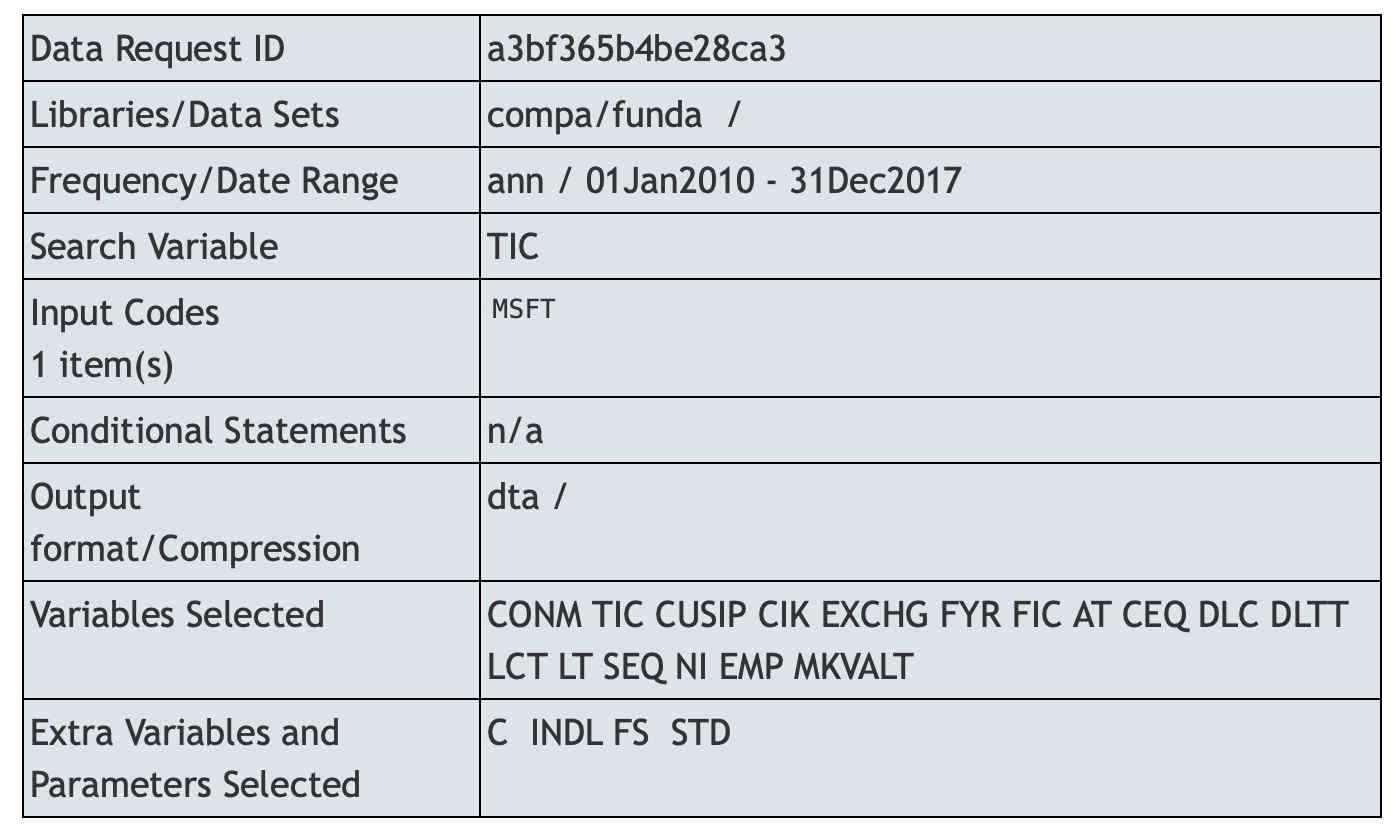 Data Request ID a3bf365b4be28ca3
Libraries/Data Sets compa/funda /
Frequency/Date Range ann / 01Jan2010 - 31Dec2017
Search Variable TIC
Input Codes MSFT
1 item(s)
Conditional Statements n/a
Output dta /
format/Compression
Variables Selected CONM TIC CUSIP CIK EXCHG FYR FIC AT CEQ DLC DLTT
LCT LT SEQ NI EMP MKVALT
Extra Variables and C INDL FS STD
Parameters Selected